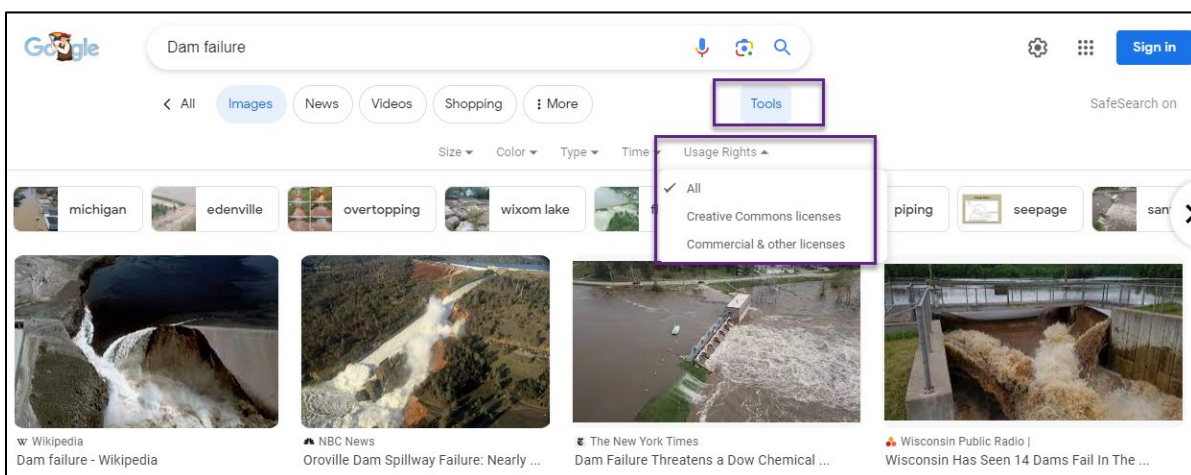 Google
Dam failure
Sign in
All Images News Videos Shopping More Tools SafeSearch on
Size Color Type Time Usage Rights
All
Creative Commons licenses
Commercial & other licenses
michigan edenville overtopping wixom lake piping seepage
W Wikipedia
Dam failure - Wikipedia
NBC News
Oroville Dam Spillway Failure: Nearly ...
The New York Times
Dam Failure Threatens a Dow Chemical ...
Wisconsin Public Radio |
Wisconsin Has Seen 14 Dams Fail In The ...